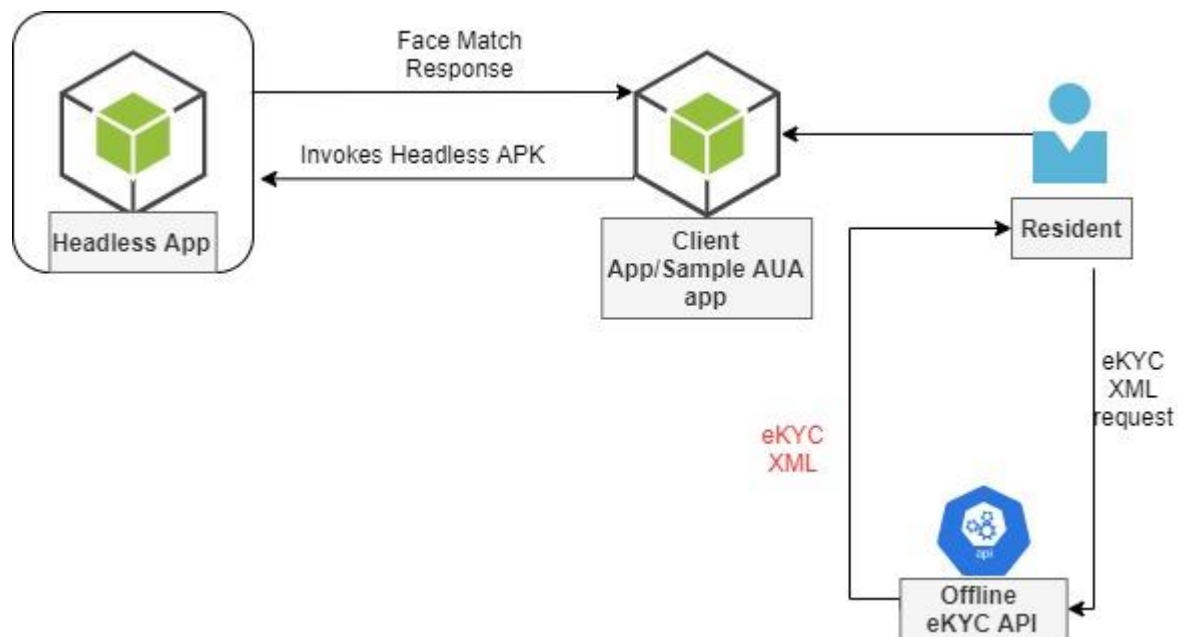 Face Match
Response
Invokes Headless APK
Headless App
Client
App/Sample AUA
app
Resident
eKYC
XML
request
eKYC
XML
api
Offline
eKYC API